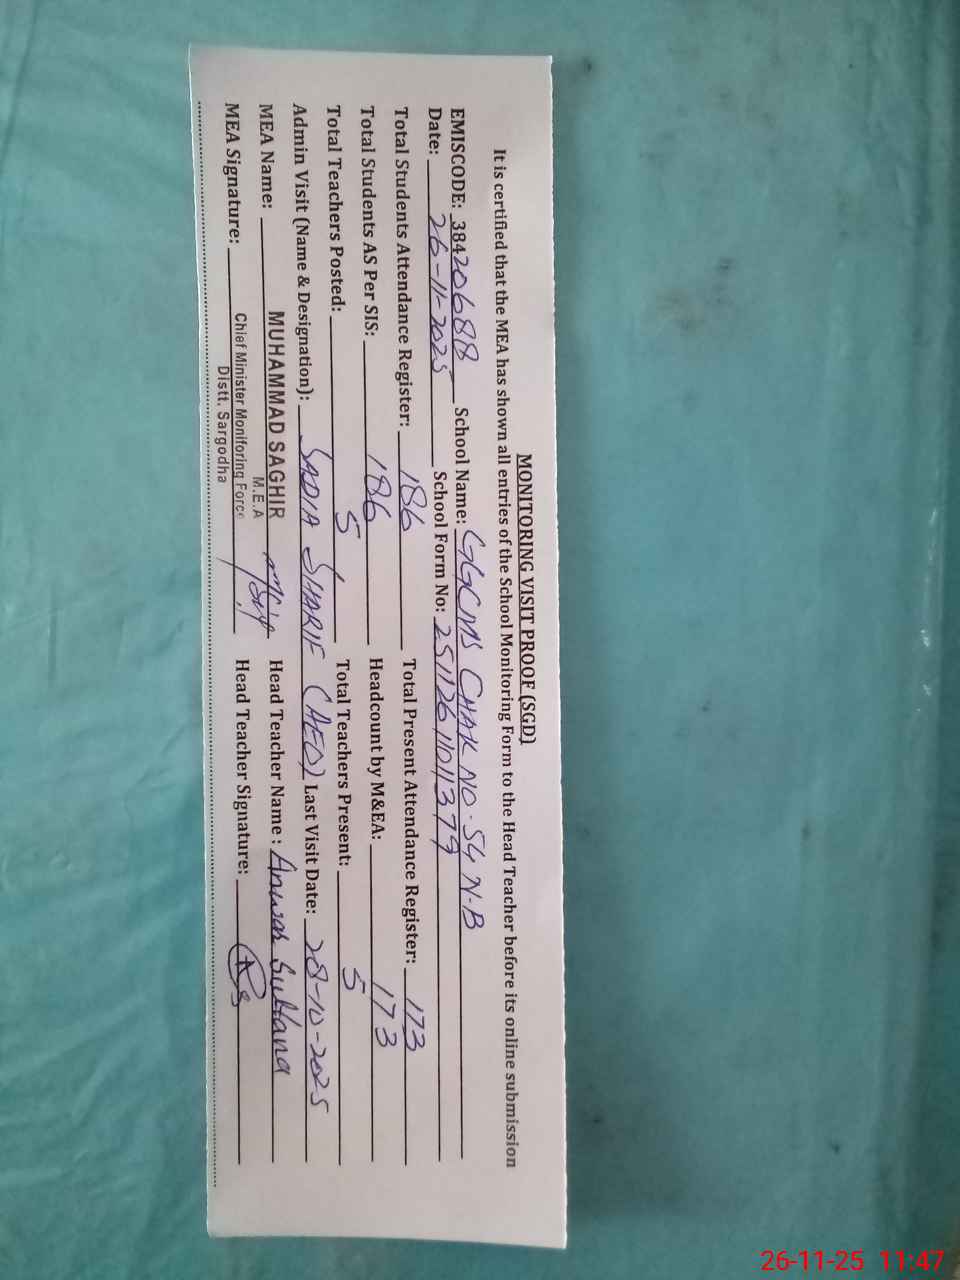 MONITORING VISIT PROOF (SGD)
It is certified that the MEA has shown all entries of the School Monitoring Form to the Head Teacher before its online submission
EMISCODE: 38420688 School Name: GGCMS CHAK NO. 54 N-B
Date: 26-11-2025 School Form No: 251126110113 79
Total Students Attendance Register: 186 Total Present Attendance Register: 173
Total Students AS Per SIS: 186 Headcount by M&EA: 173
Total Teachers Posted: 5 Total Teachers Present: 5
Admin Visit (Name & Designation): SADIA SHARIF (AEO) Last Visit Date: 28-10-2025
MEA Name: MUHAMMAD SAGHIR Head Teacher Name : Anwar Sultana
M.E.A
MEA Signature: Chief Minister Monitoring Force Head Teacher Signature:
Distt. Sargodha
26-11-25 11:47